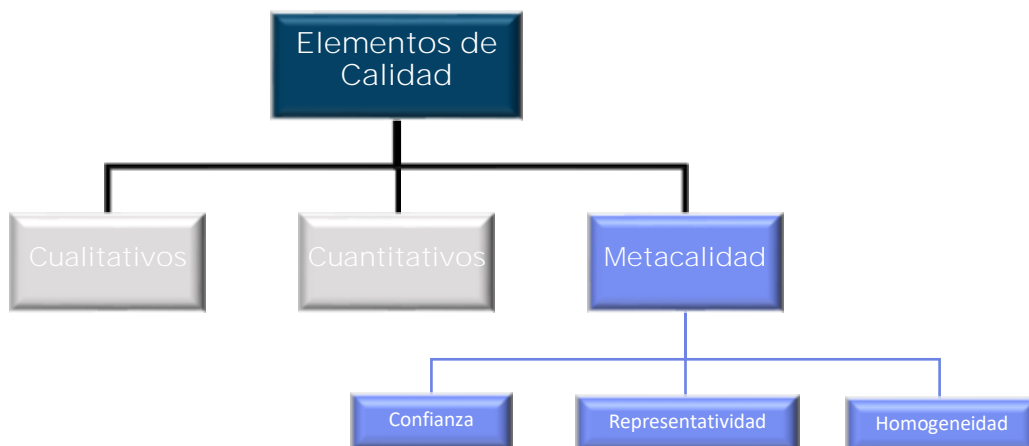 Elementos de
Calidad
Cualitativos
Cuantitativos
Metacalidad
Confianza
Representatividad
Homogeneidad